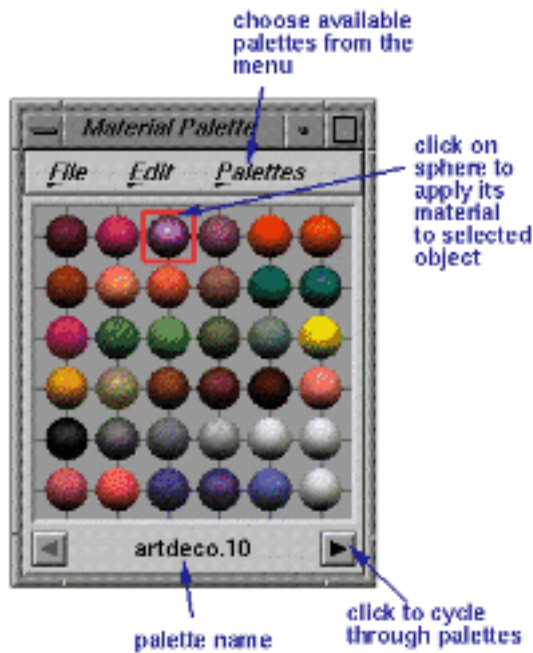 choose available
palettes from the
menu
Material Palette
File Edit Palettes
click on
sphere to
apply its
material
to selected
object
artdeco.10
palette name
click to cycle
through palettes